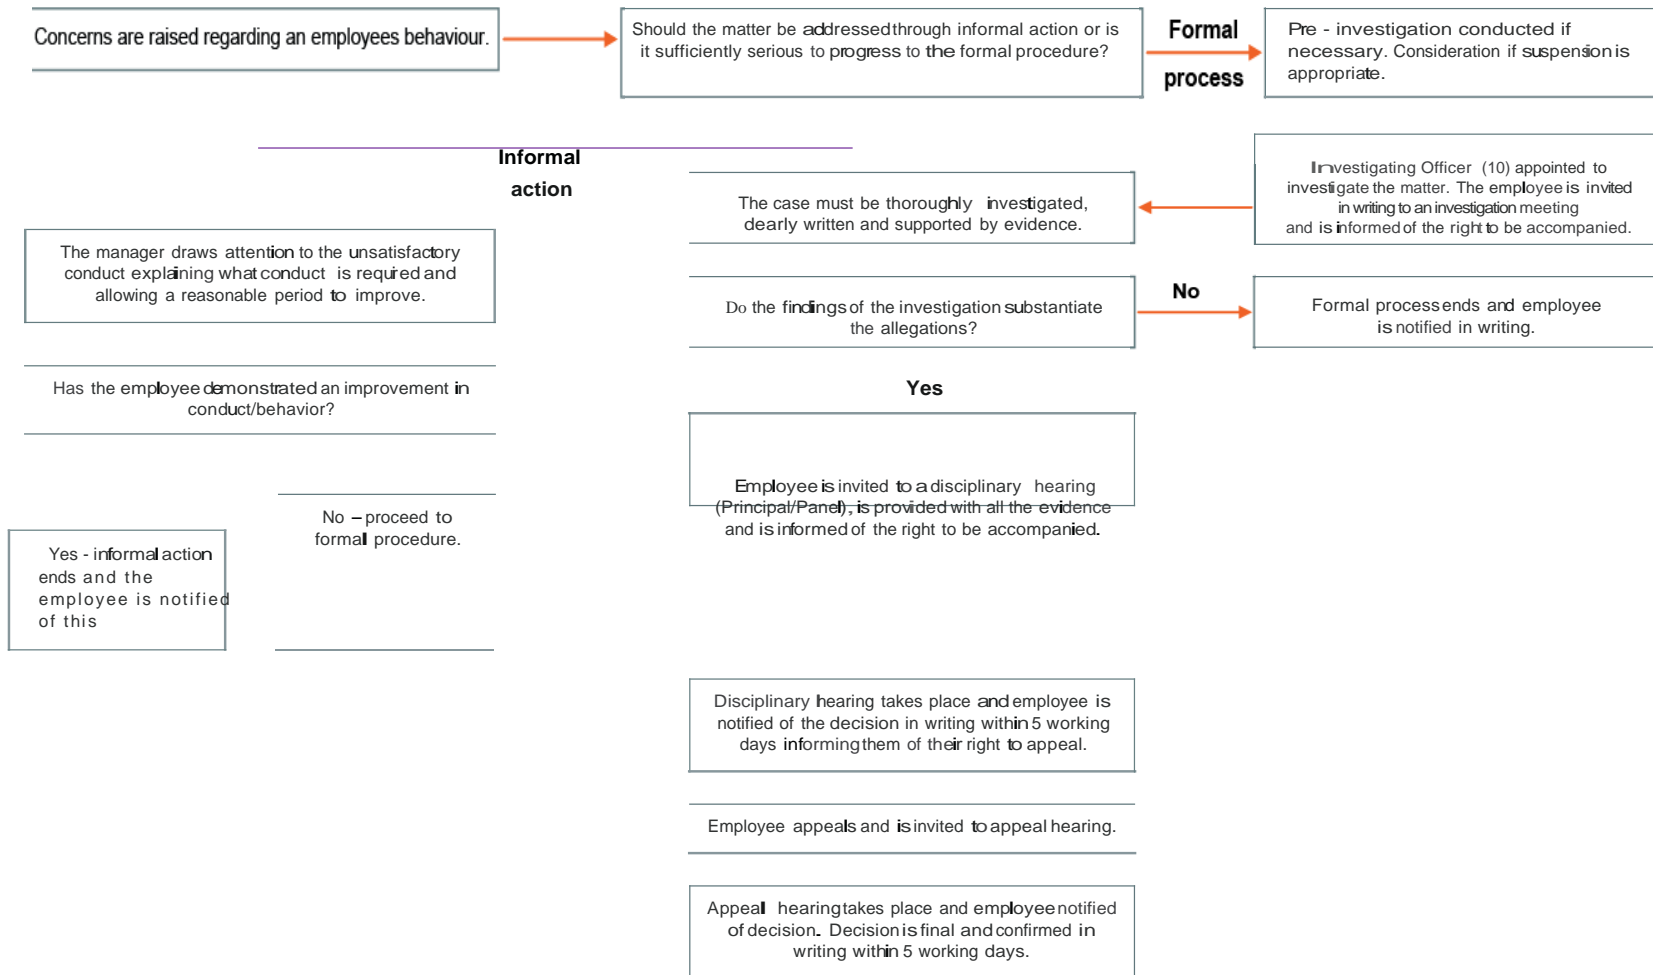 Concerns are raised regarding an employees behaviour.
Should the matter be addressed through informal action or is
it sufficiently serious to progress to the formal procedure?
Formal
process
Pre - investigation conducted if
necessary. Consideration if suspension is
appropriate.
Informal
action
Investigating Officer (10) appointed to
investigate the matter. The employee is invited
in writing to an investigation meeting
and is informed of the right to be accompanied.
The case must be thoroughly investigated,
dearly written and supported by evidence.
The manager draws attention to the unsatisfactory
conduct explaining what conduct is required and
allowing a reasonable period to improve.
Do the findings of the investigation substantiate
the allegations?
No
Formal process ends and employee
is notified in writing.
Has the employee demonstrated an improvement in
conduct/behavior?
Yes
Employee is invited to a disciplinary hearing
(Principal/Panel), is provided with all the evidence
and is informed of the right to be accompanied.
No – proceed to
formal procedure.
Yes - informal action
ends and the
employee is notified
of this
Disciplinary hearing takes place and employee is
notified of the decision in writing within 5 working
days informing them of their right to appeal.
Employee appeals and is invited to appeal hearing.
Appeal hearing takes place and employee notified
of decision. Decision is final and confirmed in
writing within 5 working days.